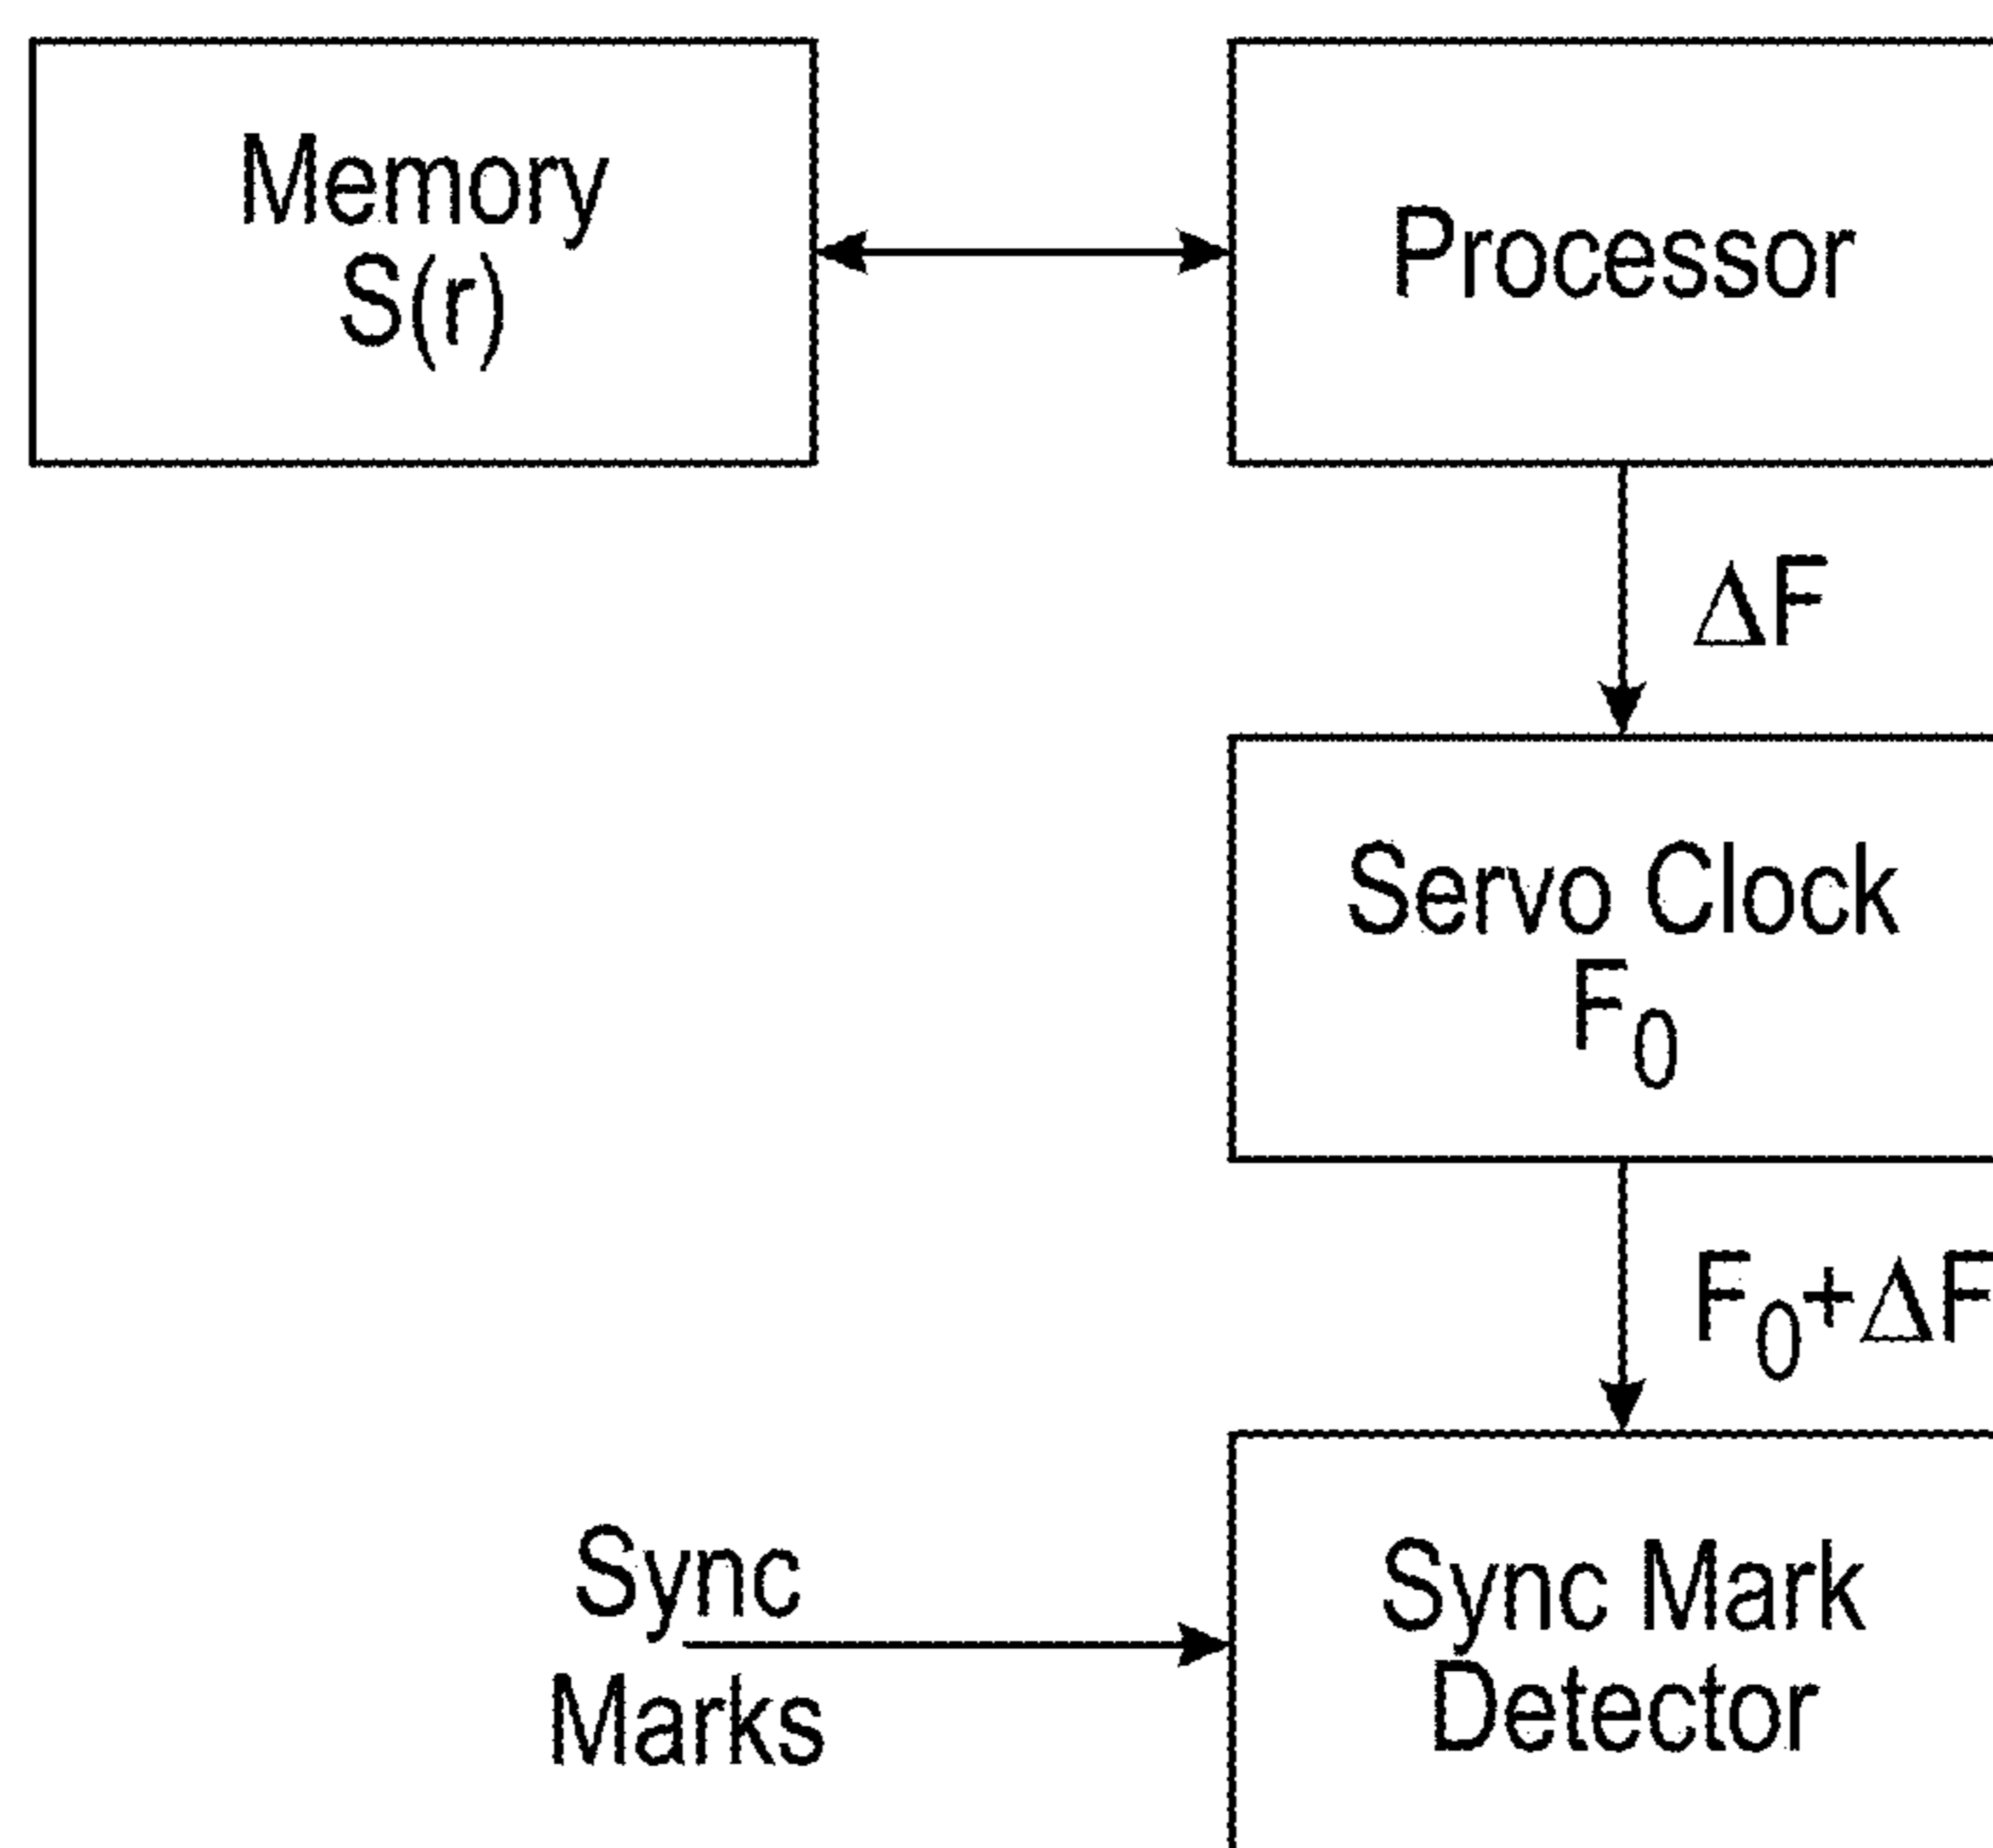 Memory
S(r)
Processor
ΔF
Servo Clock
F₀
F₀+ΔF
Sync
Marks
Sync Mark
Detector